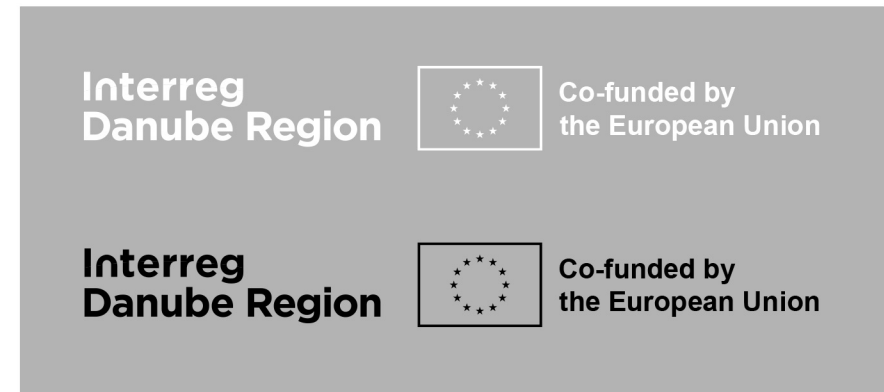 Interreg
Danube Region
Co-funded by
the European Union
Interreg
Danube Region
Co-funded by
the European Union